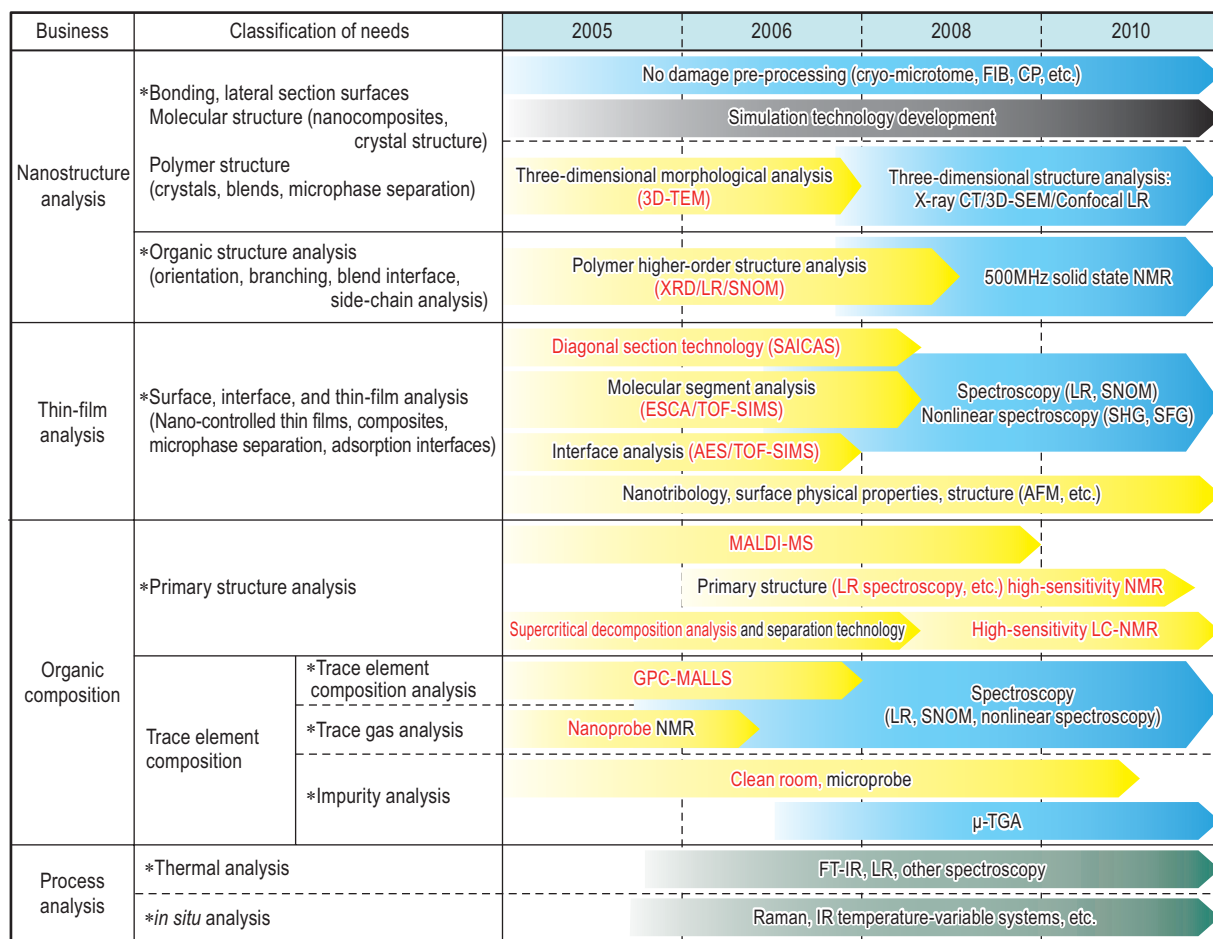 Business
Classification of needs
2005
2006
2008
2010
Nanostructure
analysis
*Bonding, lateral section surfaces
Molecular structure (nanocomposites,
crystal structure)
Polymer structure
(crystals, blends, microphase separation)
No damage pre-processing (cryo-microtome, FIB, CP, etc.)
Simulation technology development
Three-dimensional morphological analysis
(3D-TEM)
Three-dimensional structure analysis:
X-ray CT/3D-SEM/Confocal LR
*Organic structure analysis
(orientation, branching, blend interface,
side-chain analysis)
Polymer higher-order structure analysis
(XRD/LR/SNOM)
500MHz solid state NMR
Thin-film
analysis
*Surface, interface, and thin-film analysis
(Nano-controlled thin films, composites,
microphase separation, adsorption interfaces)
Diagonal section technology (SAICAS)
Molecular segment analysis
(ESCA/TOF-SIMS)
Spectroscopy (LR, SNOM)
Nonlinear spectroscopy (SHG, SFG)
Interface analysis (AES/TOF-SIMS)
Nanotribology, surface physical properties, structure (AFM, etc.)
Organic
composition
*Primary structure analysis
MALDI-MS
Primary structure (LR spectroscopy, etc.) high-sensitivity NMR
Supercritical decomposition analysis and separation technology
High-sensitivity LC-NMR
Trace element
composition
*Trace element
composition analysis
GPC-MALLS
Spectroscopy
(LR, SNOM, nonlinear spectroscopy)
*Trace gas analysis
Nanoprobe NMR
*Impurity analysis
Clean room, microprobe
μ-TGA
Process
analysis
*Thermal analysis
FT-IR, LR, other spectroscopy
*in situ analysis
Raman, IR temperature-variable systems, etc.